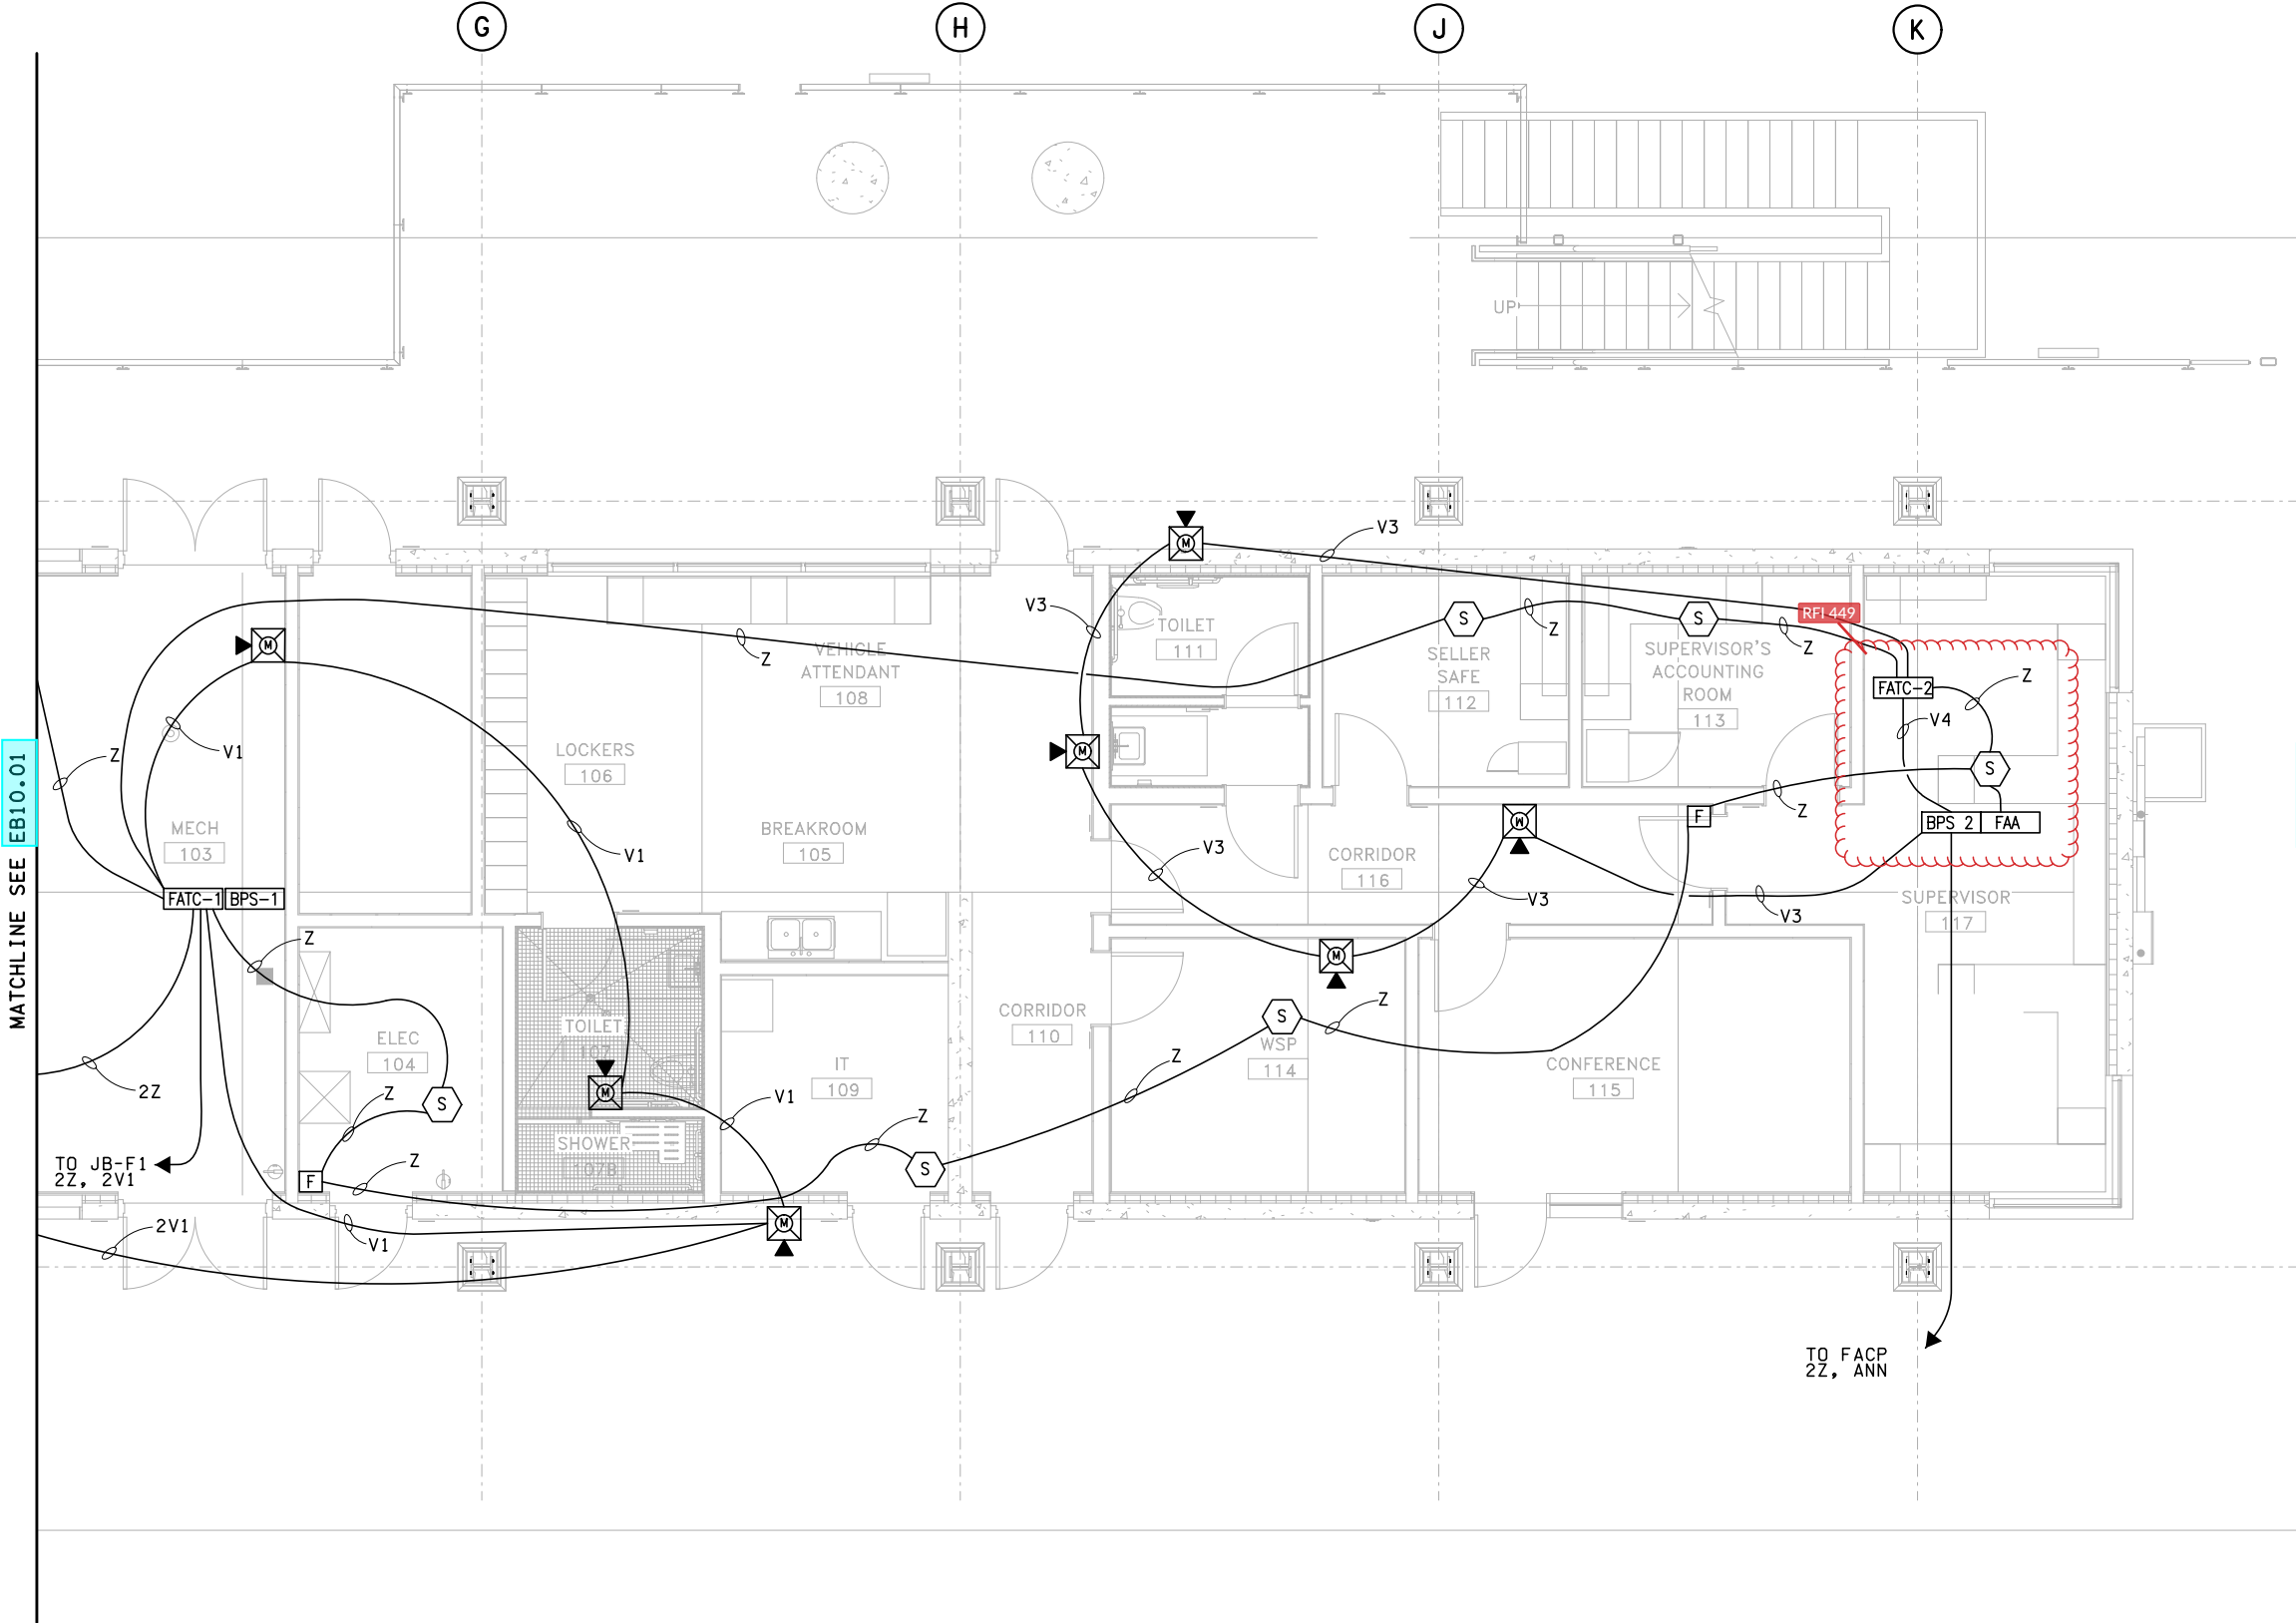 G
H
J
K
UP
V3
M
V3
RFI 449
TOILET
111
S
Z
S
Z
SELLER
SAFE
112
SUPERVISOR'S
ACCOUNTING
ROOM
113
M
Z
VEHICLE
ATTENDANT
108
FATC-2
Z
V4
V1
Z
LOCKERS
106
M
S
Z
MATCHLINE SEE EB10.01
MECH
103
BREAKROOM
105
V1
V3
CORRIDOR
116
W
F
BPS 2
FAA
FATC-1
BPS-1
V3
V3
SUPERVISOR
117
Z
M
Z
S
WSP
114
CORRIDOR
110
TOILET
107
ELEC
104
IT
109
Z
CONFERENCE
115
2Z
Z
S
M
V1
Z
SHOWER
107B
TO JB-F1
2Z, 2V1
F
Z
S
2V1
V1
M
TO FACP
2Z, ANN